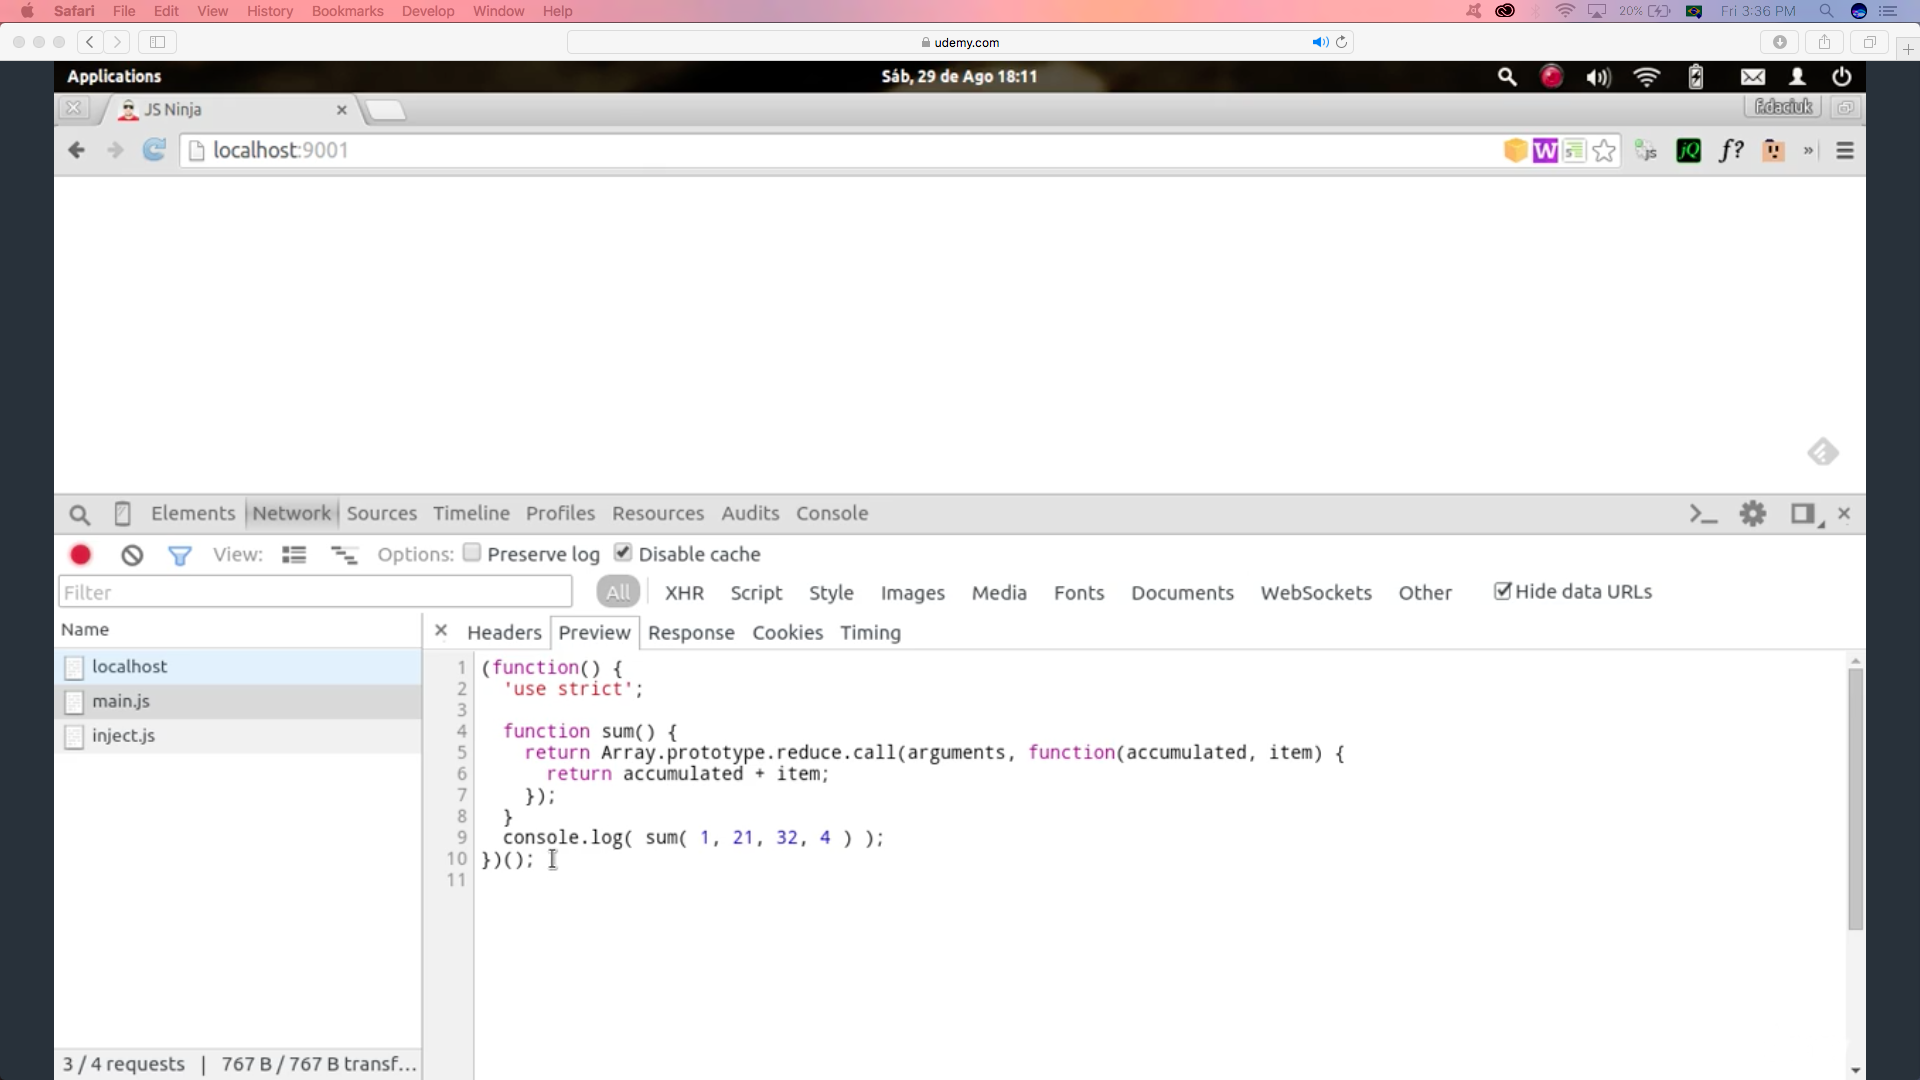 Safari File Edit View History Bookmarks Develop Window Help 20% Fri 3:36 PM
udemy.com
Applications Sáb, 29 de Ago 18:11
JS Ninja f.daciuk
localhost:9001 W js jQ f? »
Elements Network Sources Timeline Profiles Resources Audits Console
View: Options: Preserve log Disable cache
Filter All XHR Script Style Images Media Fonts Documents WebSockets Other Hide data URLs
Name Headers Preview Response Cookies Timing
localhost
main.js
inject.js
1 (function() {
2 'use strict';
3
4 function sum() {
5 return Array.prototype.reduce.call(arguments, function(accumulated, item) {
6 return accumulated + item;
7 });
8 }
9 console.log( sum( 1, 21, 32, 4 ) );
10 })();
11
3 / 4 requests | 767 B / 767 B transf...